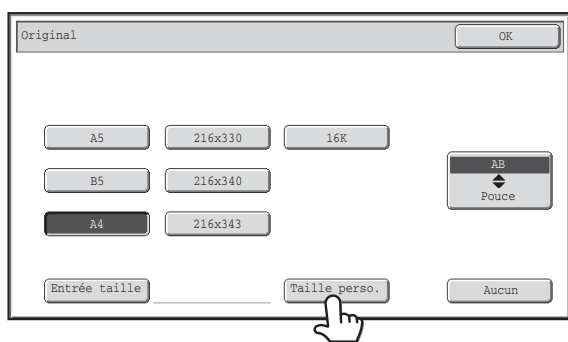 Original OK
A5 216x330 16K
B5 216x340
A4 216x343
AB
Pouce
Entrée taille Taille perso. Aucun